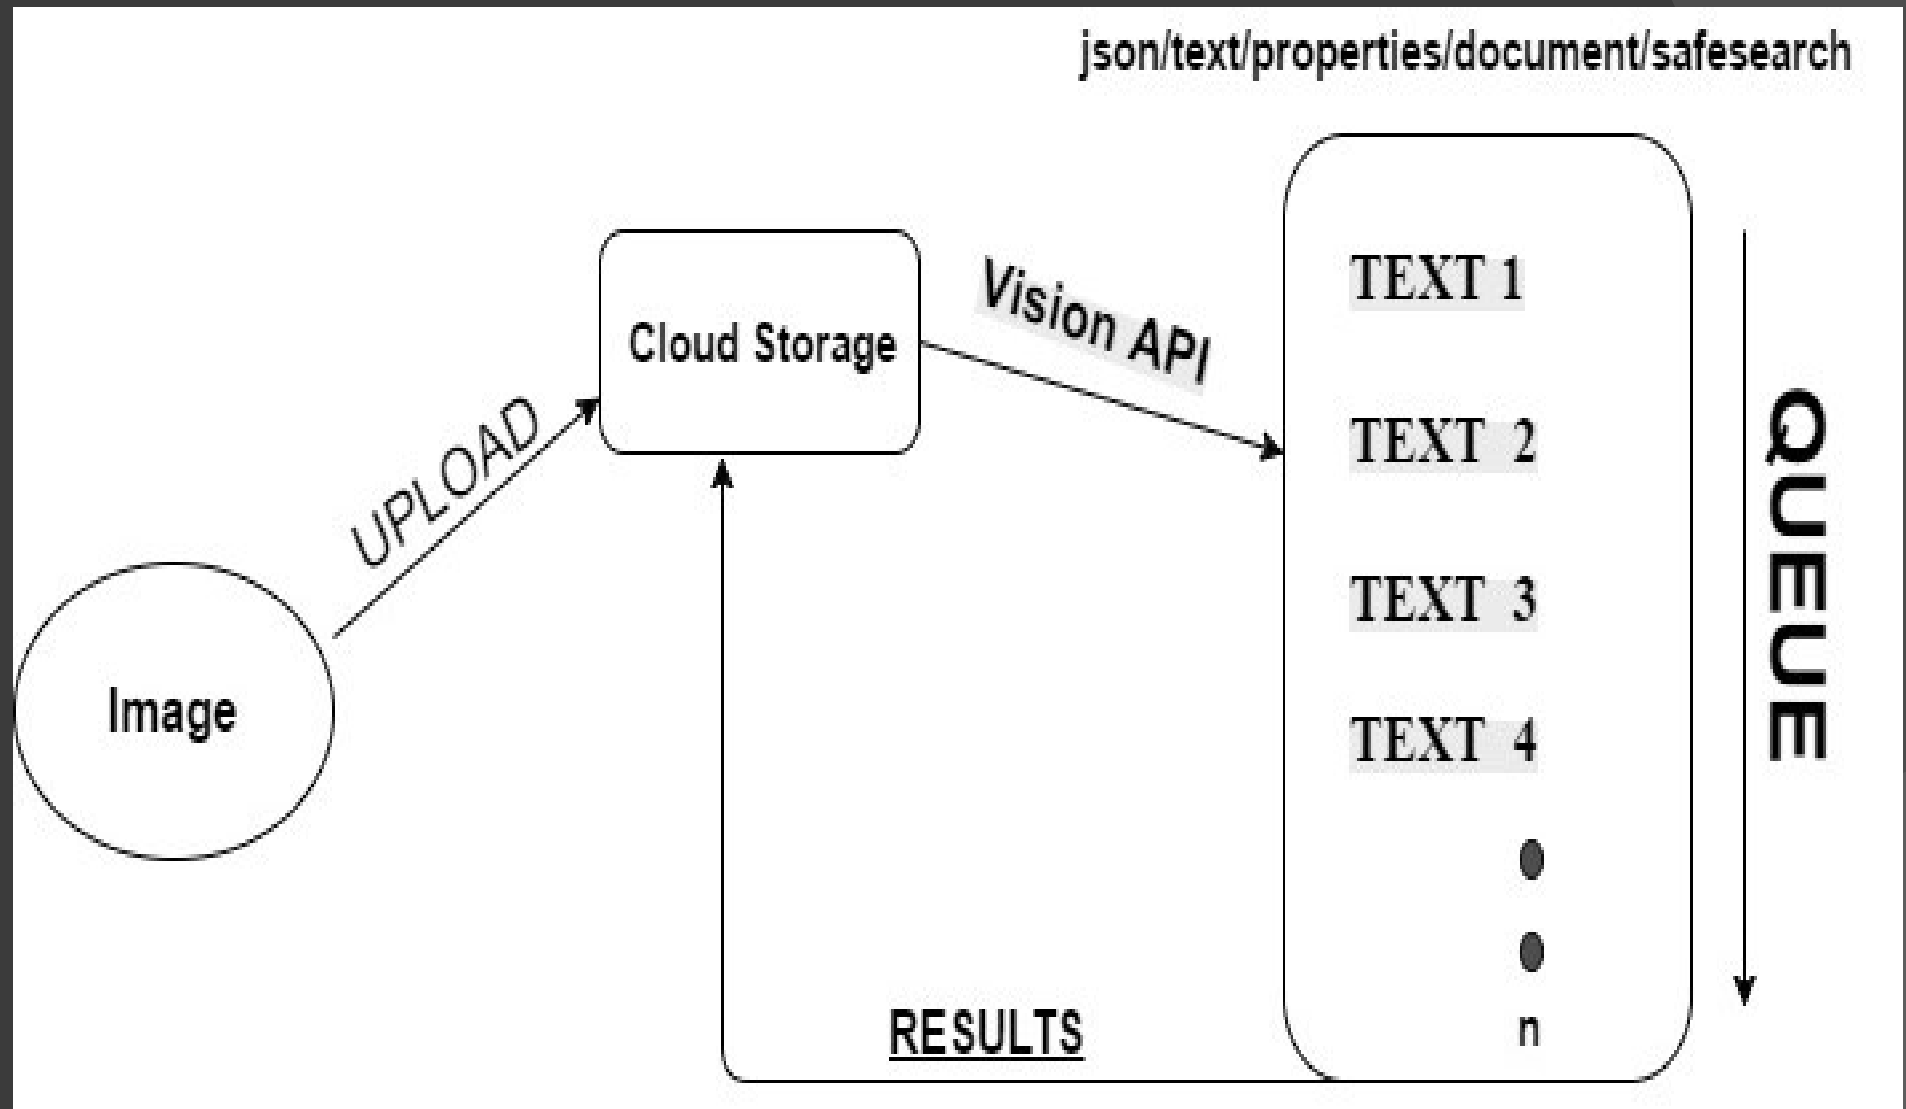 json/text/properties/document/safesearch
Cloud Storage
Vision API
UPLOAD
Image
TEXT 1
TEXT 2
TEXT 3
TEXT 4
n
QUEUE
RESULTS